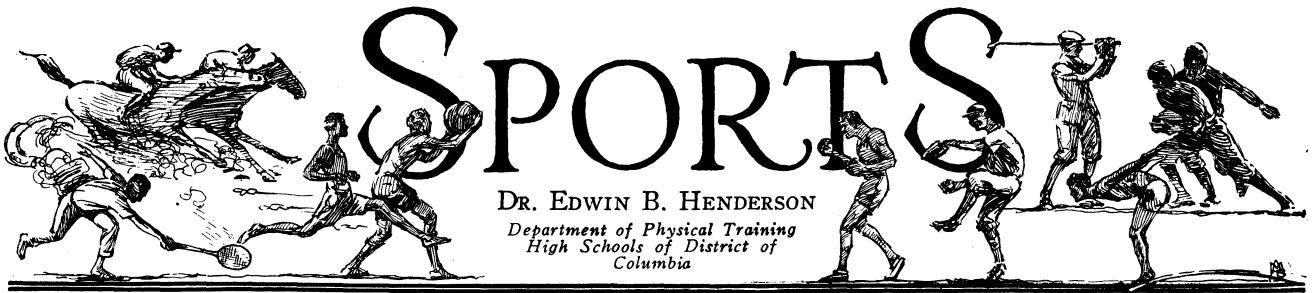 SPORTS
DR. EDWIN B. HENDERSON
Department of Physical Training
High Schools of District of
Columbia